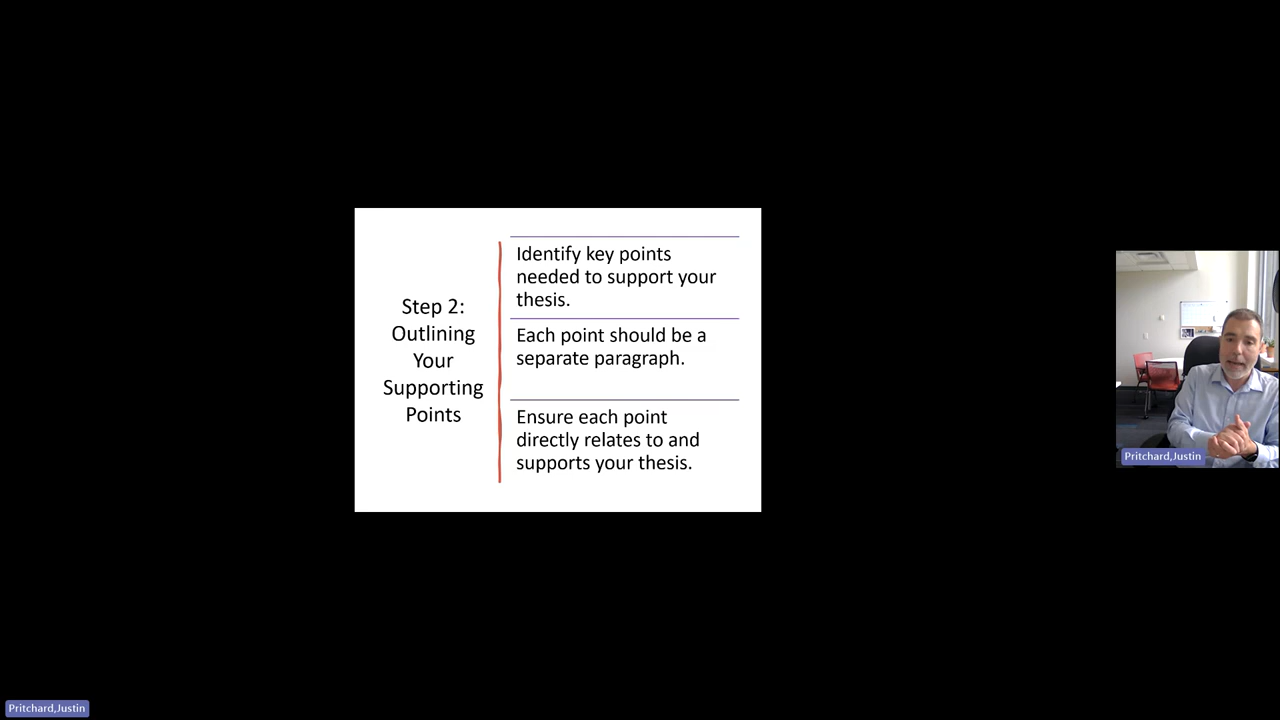 Step 2:
Outlining
Your
Supporting
Points
Identify key points
needed to support your
thesis.
Each point should be a
separate paragraph.
Ensure each point
directly relates to and
supports your thesis.
Pritchard,Justin
Pritchard,Justin